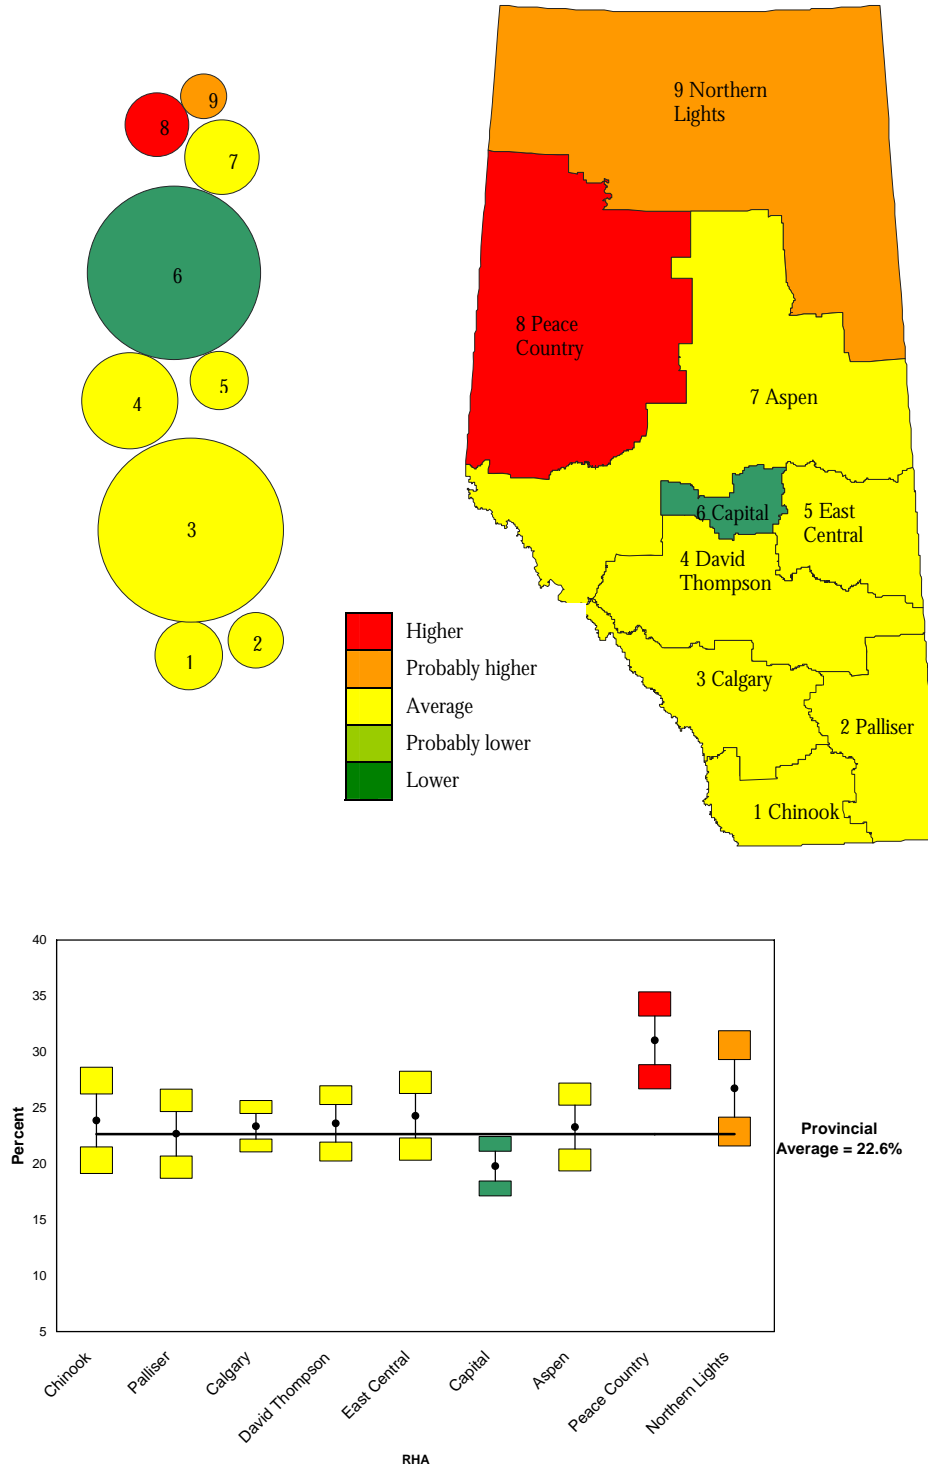 9 Northern
Lights
9
8
7
6
8 Peace
Country
5
4
7 Aspen
3
6 Capital
5 East
Central
4 David
Thompson
2
1
Higher
Probably higher
Average
Probably lower
Lower
3 Calgary
2 Palliser
1 Chinook
40
35
30
25
20
15
10
5
Percent
Provincial
Average = 22.6%
Chinook
Palliser
Calgary
David Thompson
East Central
Capital
Aspen
Peace Country
Northern Lights
RHA